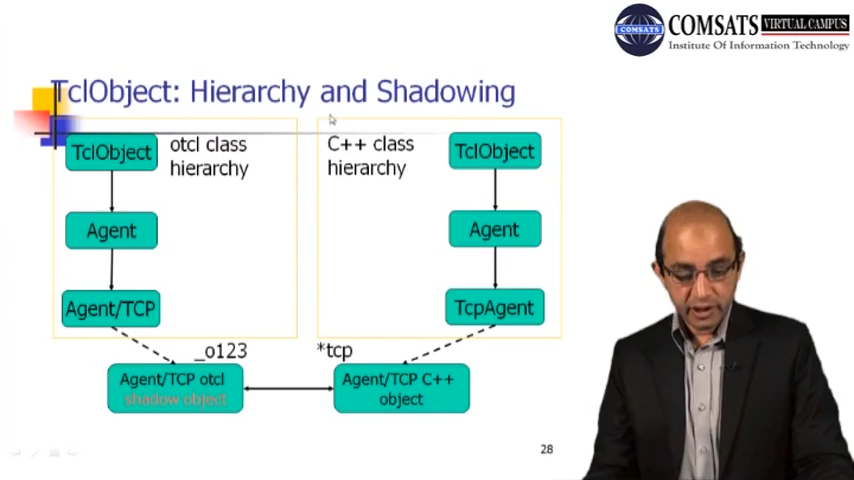 COMSATS VIRTUAL CAMPUS
COMSATS
Institute Of Information Technology
TclObject: Hierarchy and Shadowing
TclObject
otcl class
hierarchy
Agent
Agent/TCP
C++ class
hierarchy
TclObject
Agent
TcpAgent
_o123
*tcp
Agent/TCP otcl
shadow object
Agent/TCP C++
object
28